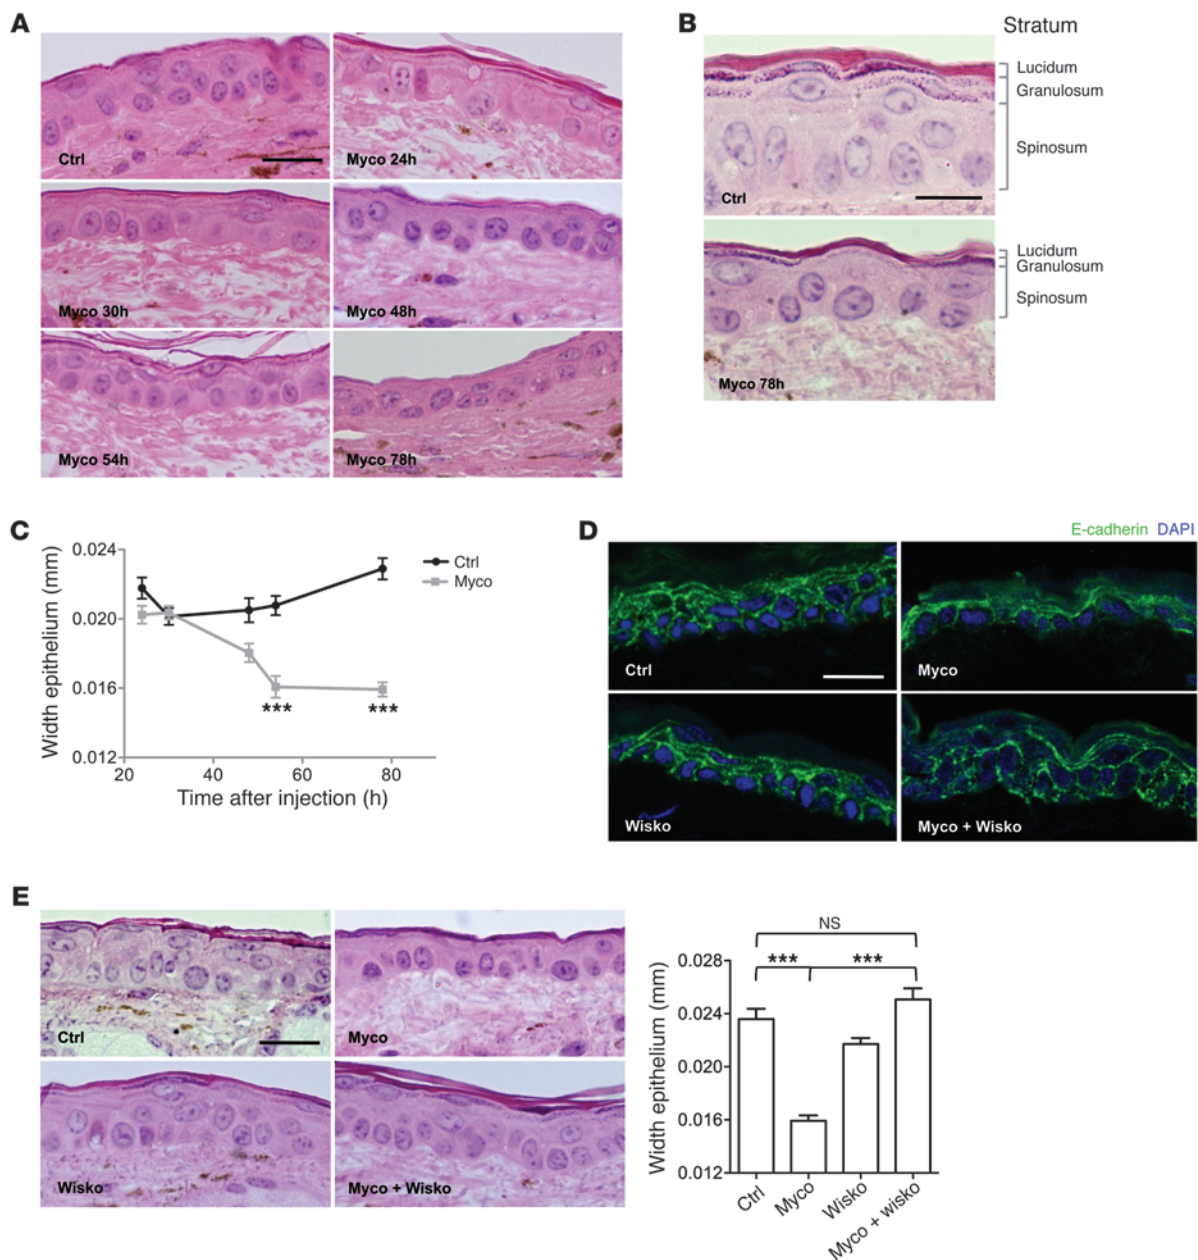 A
Ctrl
Myco 24h
Myco 30h
Myco 48h
Myco 54h
Myco 78h
B
Stratum
Lucidum
Granulosum
Spinosum
Ctrl
Lucidum
Granulosum
Spinosum
Myco 78h
C
Width epithelium (mm)
0.024
0.020
0.016
0.012
20
40
60
80
Time after injection (h)
Ctrl
Myco
***
***
D
E-cadherin DAPI
Ctrl
Myco
Wisko
Myco + Wisko
E
Ctrl
Myco
Wisko
Myco + Wisko
Width epithelium (mm)
0.028
0.024
0.020
0.016
0.012
NS
***
***
Ctrl
Myco
Wisko
Myco + wisko